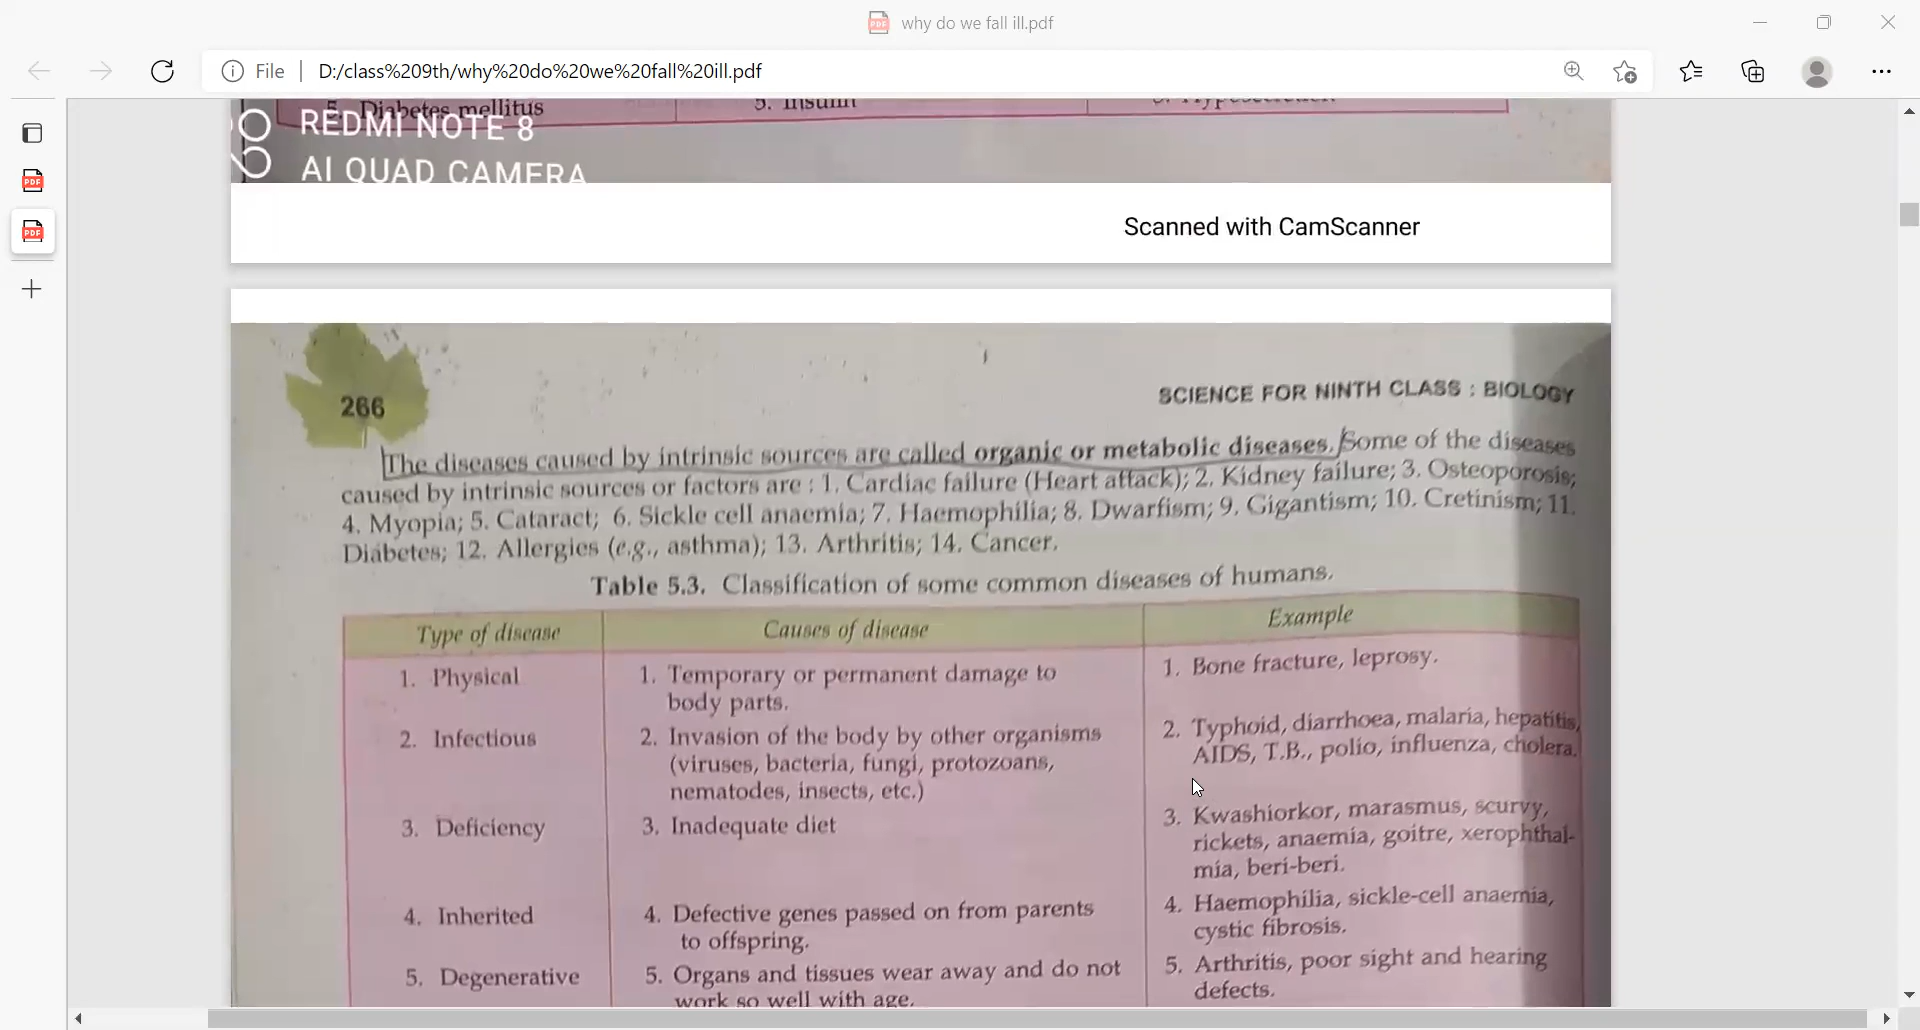 why do we fall ill.pdf
File | D:/class%209th/why%20do%20we%20fall%20ill.pdf
5. Diabetes mellitus 5. Insulin
REDMI NOTE 8
AI QUAD CAMERA
Scanned with CamScanner
266 SCIENCE FOR NINTH CLASS : BIOLOGY
The diseases caused by intrinsic sources are called organic or metabolic diseases. Some of the diseases
caused by intrinsic sources or factors are : 1. Cardiac failure (Heart attack); 2. Kidney failure; 3. Osteoporosis;
4. Myopia; 5. Cataract; 6. Sickle cell anaemia; 7. Haemophilia; 8. Dwarfism; 9. Gigantism; 10. Cretinism; 11.
Diabetes; 12. Allergies (e.g., asthma); 13. Arthritis; 14. Cancer.
Table 5.3. Classification of some common diseases of humans.
Type of disease Causes of disease Example
1. Physical 1. Temporary or permanent damage to 1. Bone fracture, leprosy.
body parts.
2. Infectious 2. Invasion of the body by other organisms 2. Typhoid, diarrhoea, malaria, hepatitis,
(viruses, bacteria, fungi, protozoans, AIDS, T.B., polio, influenza, cholera.
nematodes, insects, etc.)
3. Deficiency 3. Inadequate diet 3. Kwashiorkor, marasmus, scurvy,
rickets, anaemia, goitre, xerophthal-
mia, beri-beri.
4. Inherited 4. Defective genes passed on from parents 4. Haemophilia, sickle-cell anaemia,
to offspring. cystic fibrosis.
5. Degenerative 5. Organs and tissues wear away and do not 5. Arthritis, poor sight and hearing
work so well with age. defects.